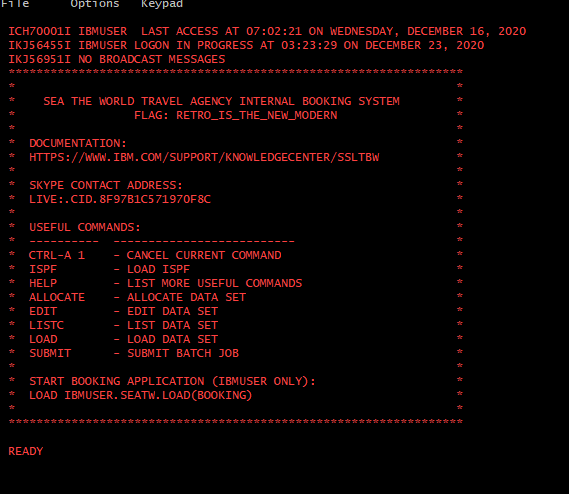 File Options Keypad
ICH70001I IBMUSER LAST ACCESS AT 07:02:21 ON WEDNESDAY, DECEMBER 16, 2020
IKJ56455I IBMUSER LOGON IN PROGRESS AT 03:23:29 ON DECEMBER 23, 2020
IKJ56951I NO BROADCAST MESSAGES
*****************************************************************
* *
* SEA THE WORLD TRAVEL AGENCY INTERNAL BOOKING SYSTEM *
* FLAG: RETRO_IS_THE_NEW_MODERN *
* *
* DOCUMENTATION: *
* HTTPS://WWW.IBM.COM/SUPPORT/KNOWLEDGECENTER/SSLTBW *
* *
* SKYPE CONTACT ADDRESS: *
* LIVE:.CID.8F97B1C571970F8C *
* *
* USEFUL COMMANDS: *
* ---------- -------------------------- *
* CTRL-A 1 - CANCEL CURRENT COMMAND *
* ISPF - LOAD ISPF *
* HELP - LIST MORE USEFUL COMMANDS *
* ALLOCATE - ALLOCATE DATA SET *
* EDIT - EDIT DATA SET *
* LISTC - LIST DATA SET *
* LOAD - LOAD DATA SET *
* SUBMIT - SUBMIT BATCH JOB *
* *
* START BOOKING APPLICATION (IBMUSER ONLY): *
* LOAD IBMUSER.SEATW.LOAD(BOOKING) *
* *
*****************************************************************
READY